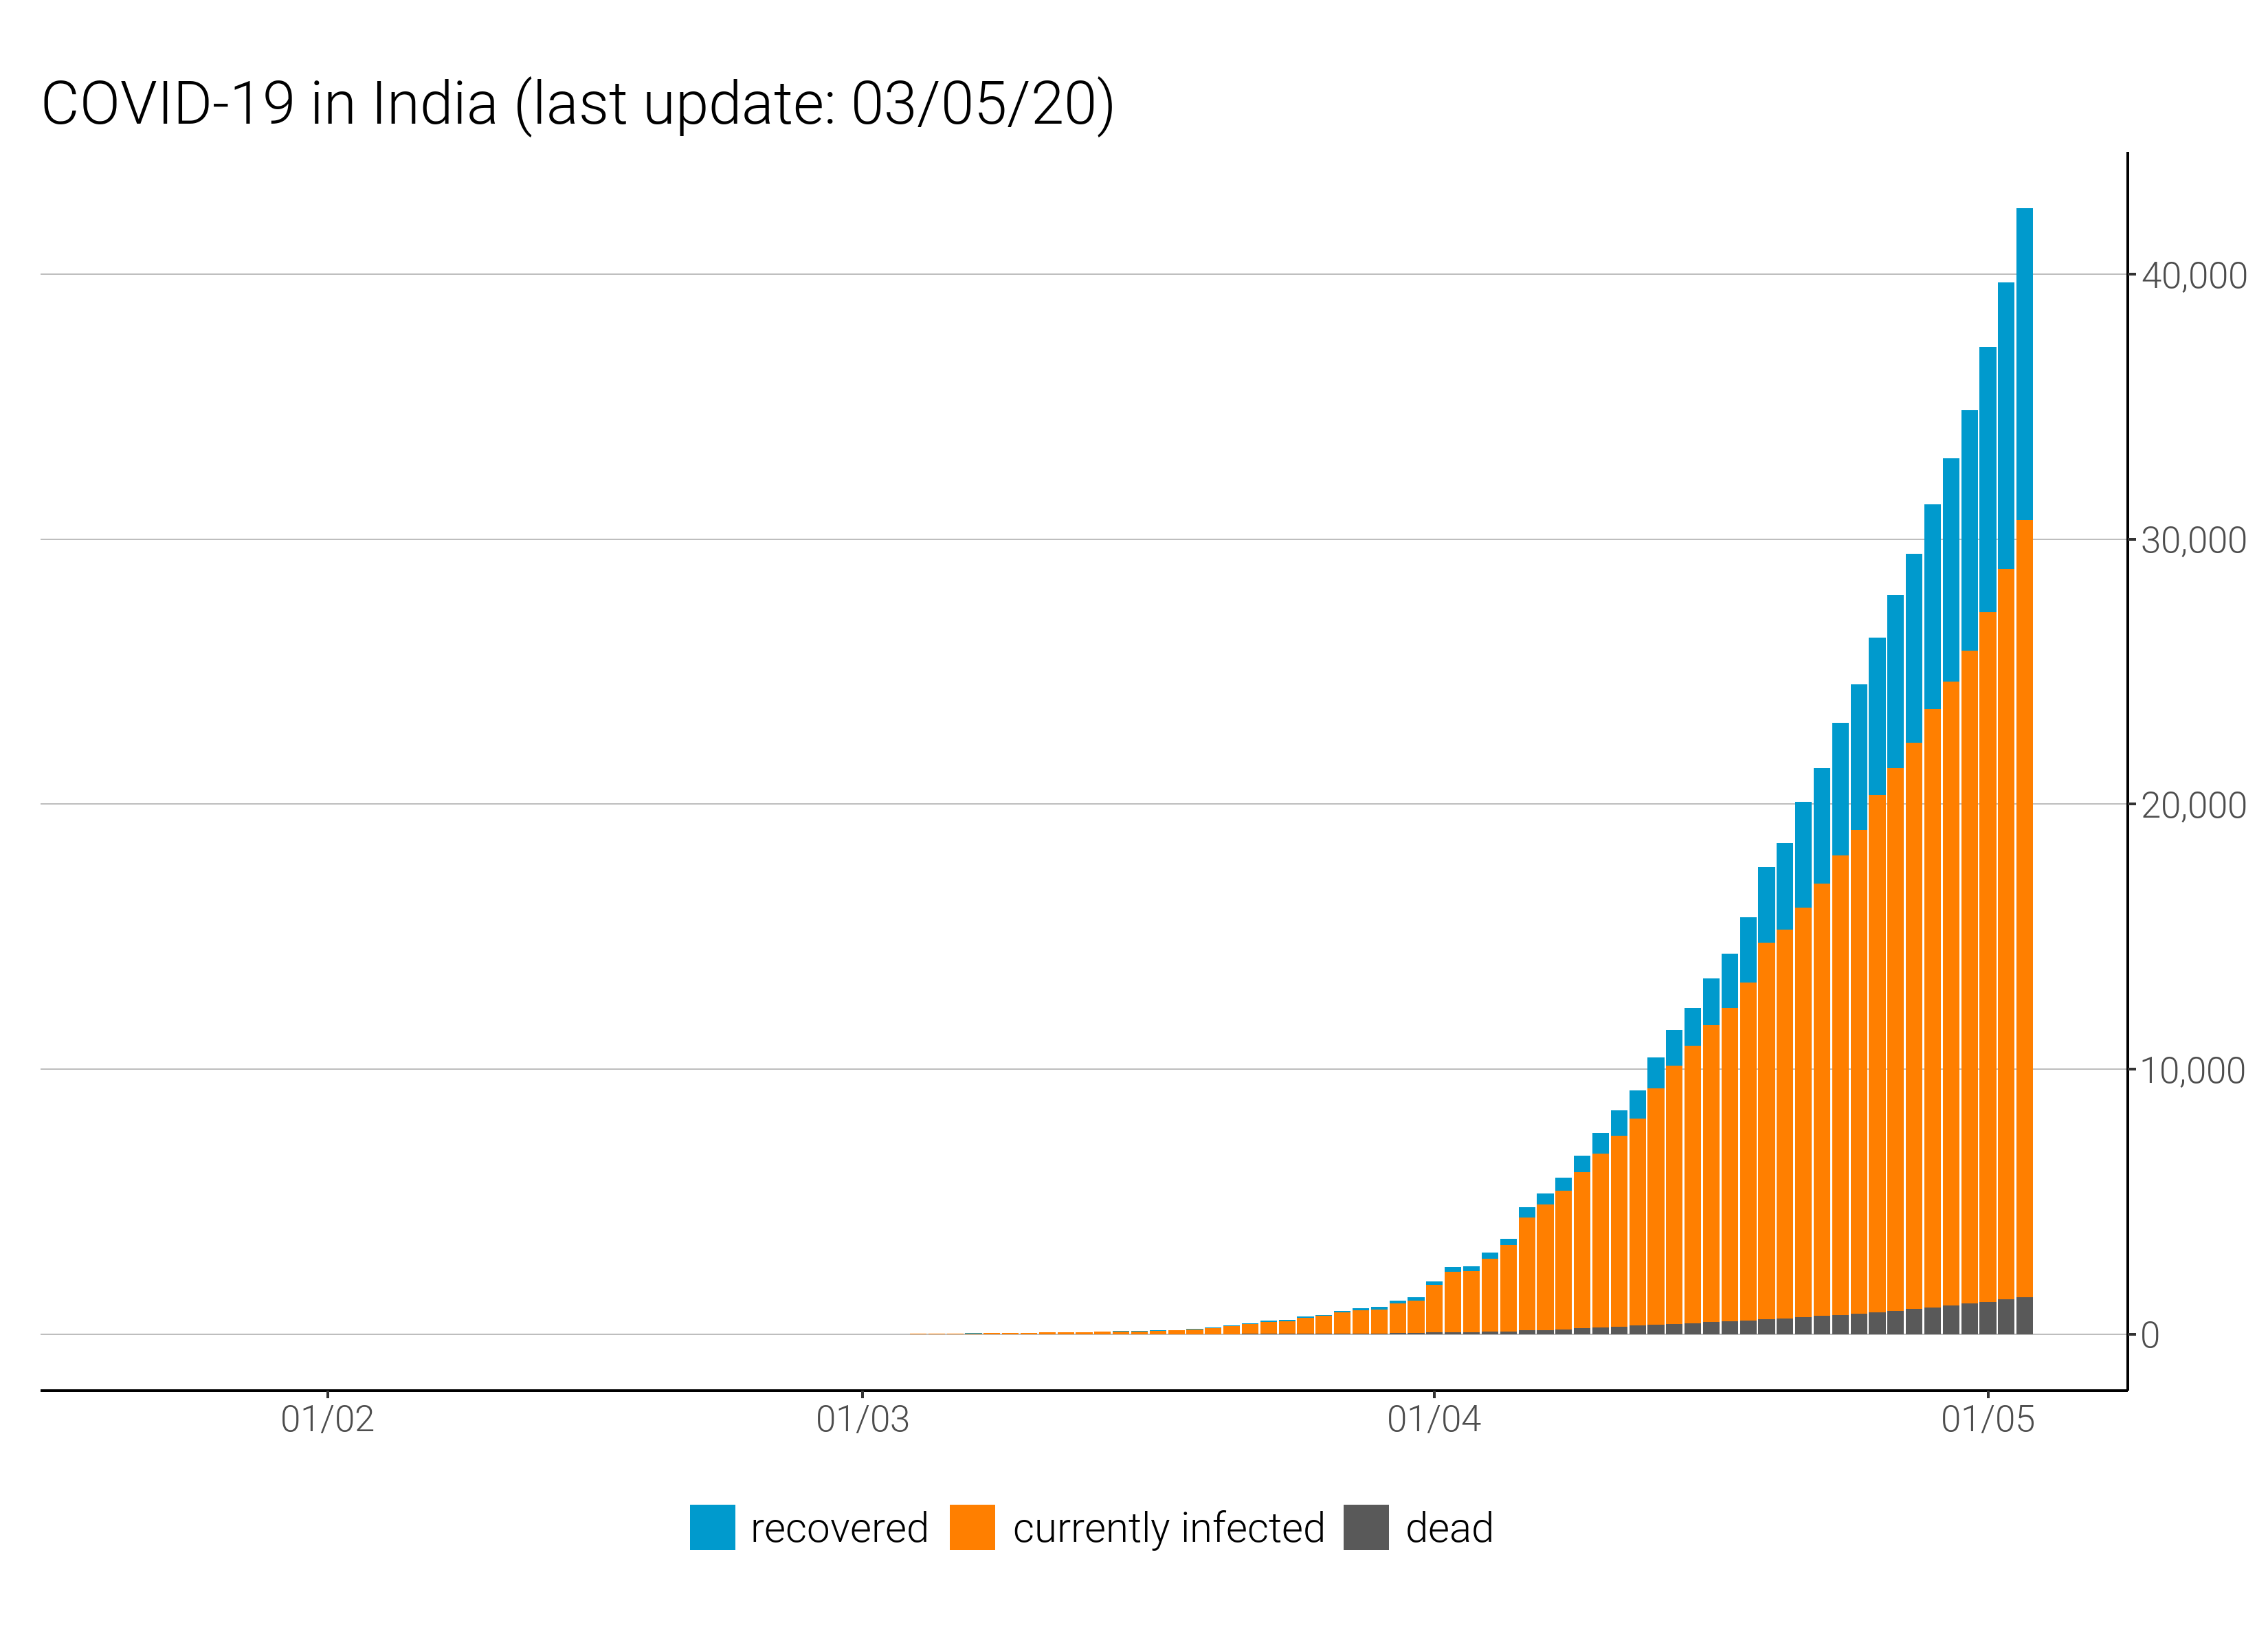 COVID-19 in India (last update: 03/05/20)
40,000
30,000
20,000
10,000
0
01/02 01/03 01/04 01/05
recovered currently infected dead